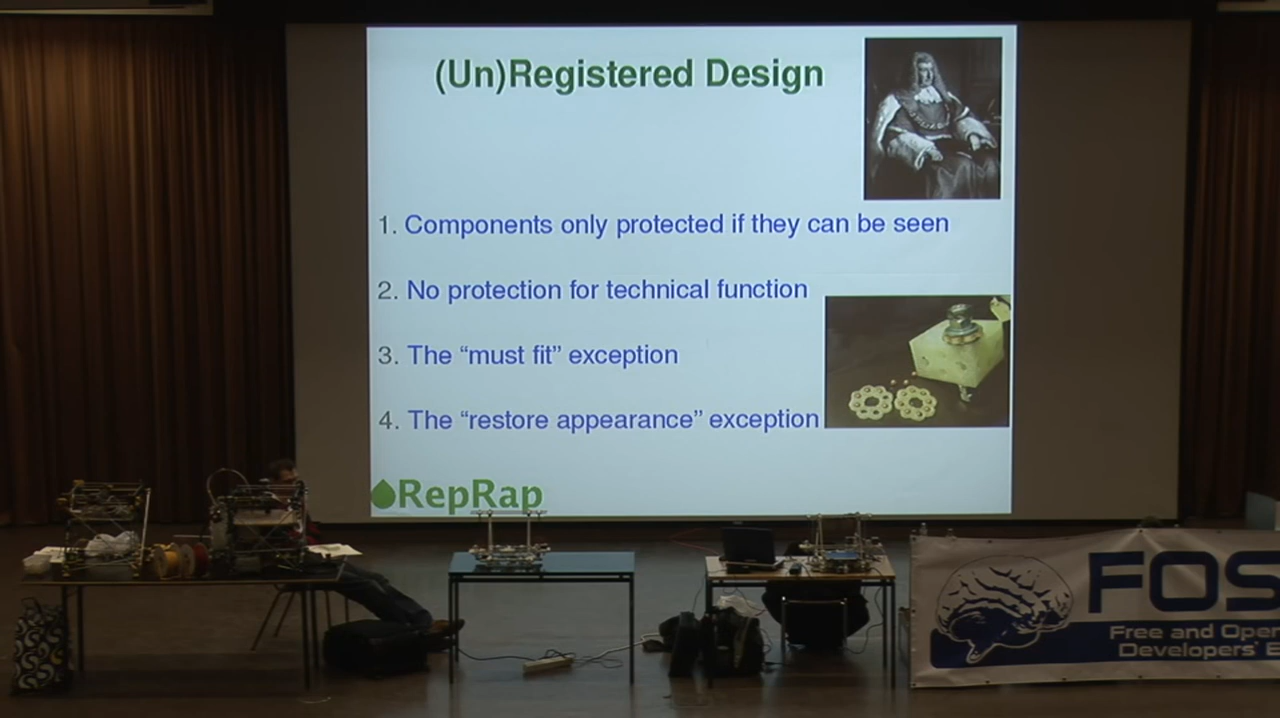 (Un)Registered Design
1. Components only protected if they can be seen
2. No protection for technical function
3. The “must fit” exception
4. The “restore appearance” exception
RepRap
FOS
Free and Oper
Developers' E